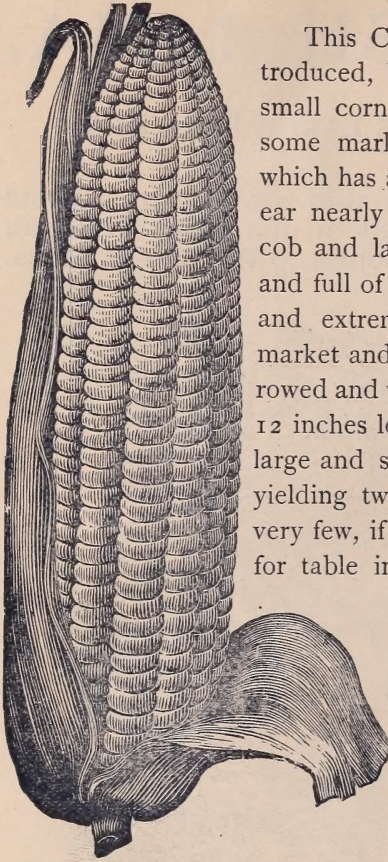 This C
troduced,
small corn
some mark
which has a
ear nearly
cob and la
and full of
and extrem
market and
rowed and
12 inches l
large and s
yielding tw
very few, if
for table in